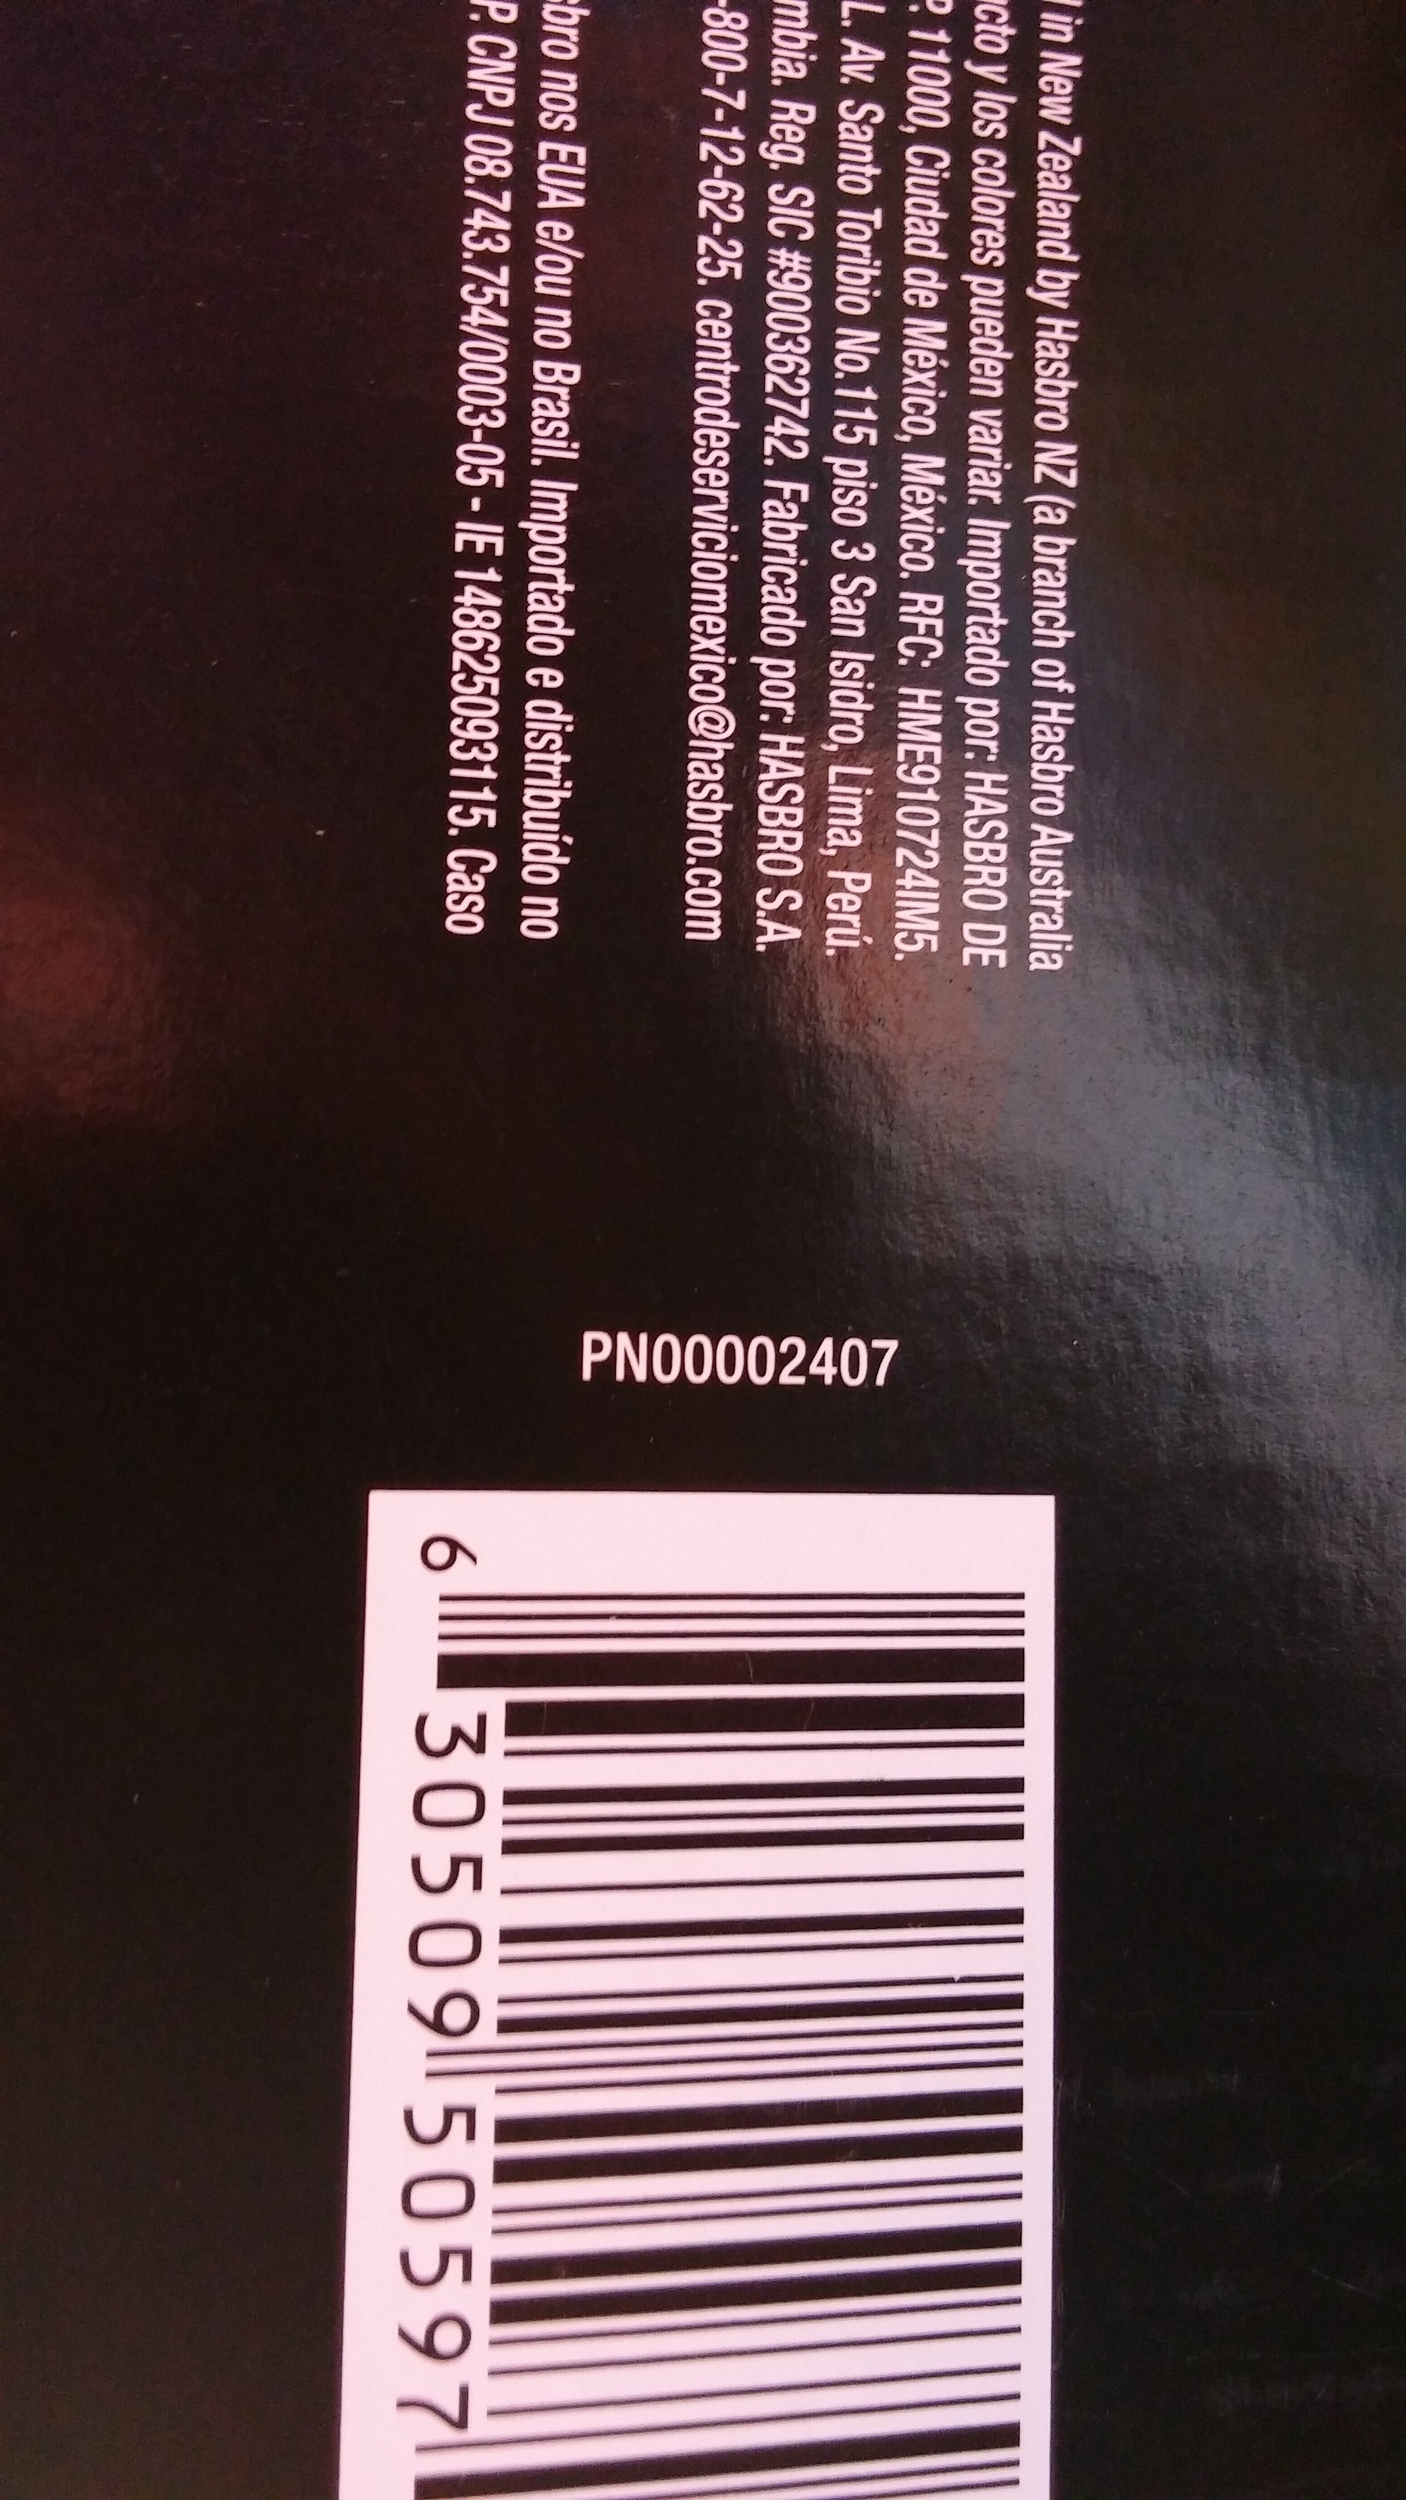 in New Zealand by Hasbro NZ (a branch of Hasbro Australia
y los colores pueden variar. Importado por: HASBRO DE
11000, Ciudad de México, México. RFC: HME910724IM5.
L. Av. Santo Toribio No.115 piso 3 San Isidro, Lima, Perú.
Reg. SIC #900362742. Fabricado por: HASBRO S.A.
-800-7-12-62-25. centrodeserviciomexico@hasbro.com
nos EUA e/ou no Brasil. Importado e distribuído no
P. CNPJ 08.743.754/0003-05 - IE 148625093115. Caso
PN00002407
6 30509 50597